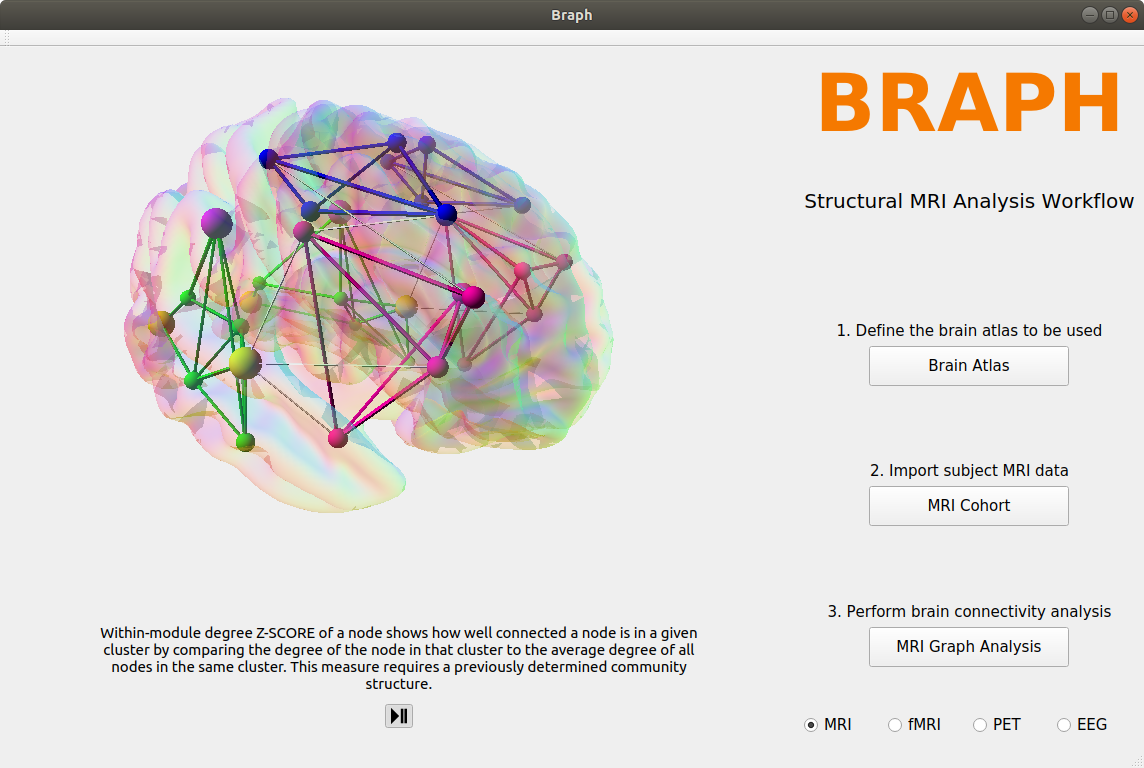 Braph
BRAPH
Structural MRI Analysis Workflow
1. Define the brain atlas to be used
Brain Atlas
2. Import subject MRI data
MRI Cohort
3. Perform brain connectivity analysis
MRI Graph Analysis
Within-module degree Z-SCORE of a node shows how well connected a node is in a given
cluster by comparing the degree of the node in that cluster to the average degree of all
nodes in the same cluster. This measure requires a previously determined community
structure.
MRI fMRI PET EEG